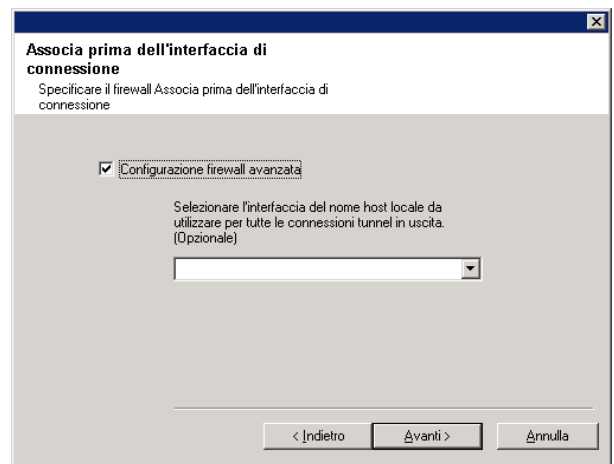 Associa prima dell'interfaccia di
connessione
Specificare il firewall Associa prima dell'interfaccia di
connessione
Configurazione firewall avanzata
Selezionare l'interfaccia del nome host locale da
utilizzare per tutte le connessioni tunnel in uscita.
(Opzionale)
< Indietro
Avanti >
Annulla